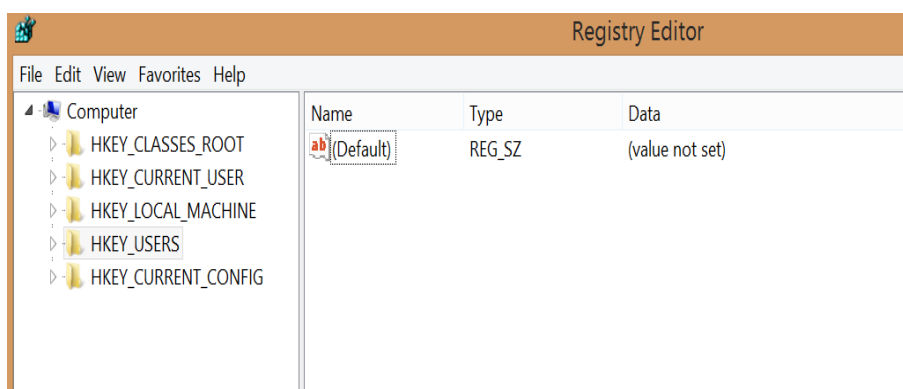 Registry Editor
File Edit View Favorites Help
Computer
HKEY_CLASSES_ROOT
HKEY_CURRENT_USER
HKEY_LOCAL_MACHINE
HKEY_USERS
HKEY_CURRENT_CONFIG
Name Type Data
ab (Default) REG_SZ (value not set)